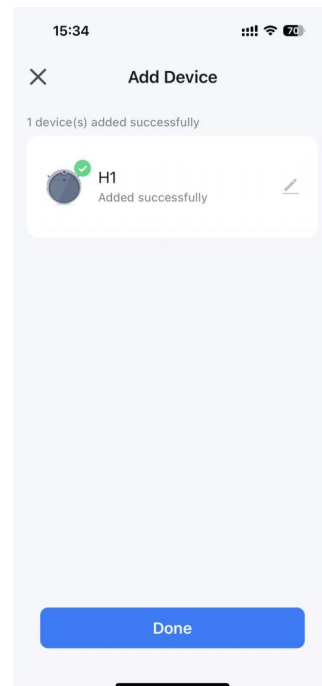 15:34
70
Add Device
1 device(s) added successfully
H1
Added successfully
Done